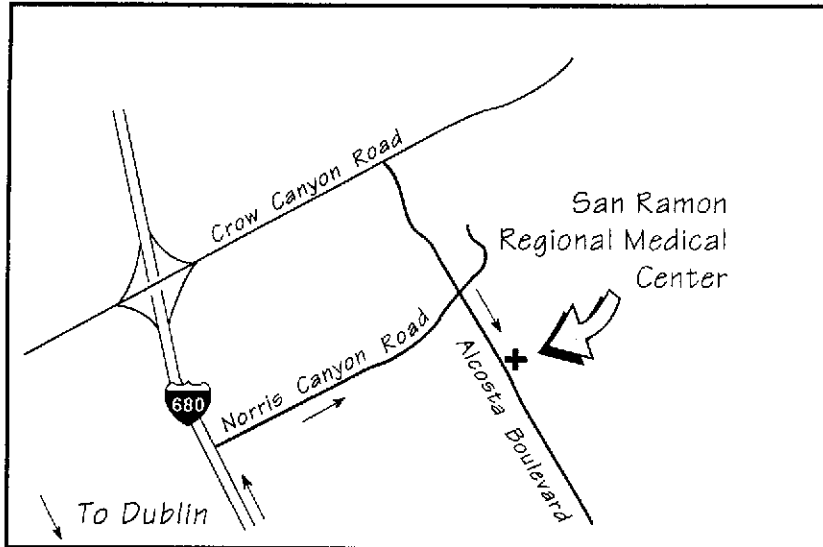 Crow Canyon Road
San Ramon
Regional Medical
Center
Norris Canyon Road
Alcosta Boulevard
680
To Dublin